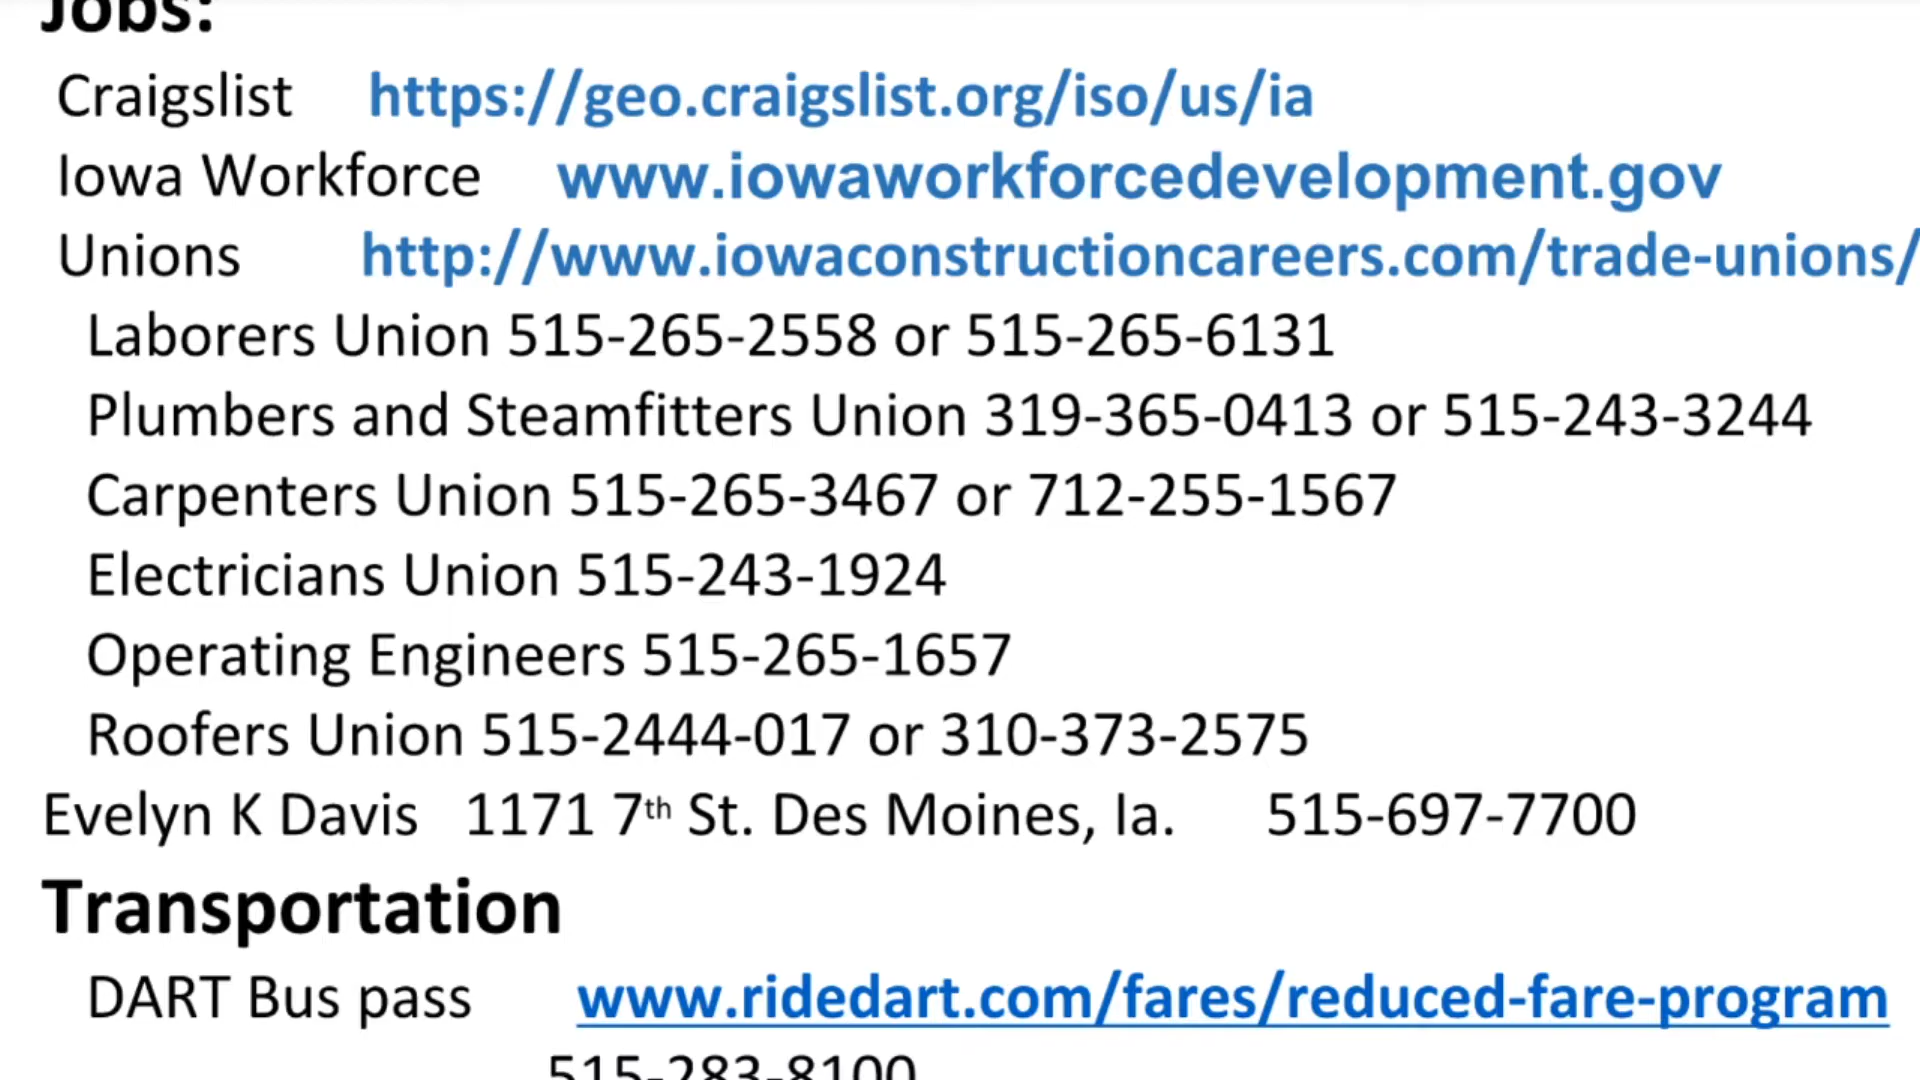 Jobs:
Craigslist https://geo.craigslist.org/iso/us/ia
Iowa Workforce www.iowaworkforcedevelopment.gov
Unions http://www.iowaconstructioncareers.com/trade-unions/
Laborers Union 515-265-2558 or 515-265-6131
Plumbers and Steamfitters Union 319-365-0413 or 515-243-3244
Carpenters Union 515-265-3467 or 712-255-1567
Electricians Union 515-243-1924
Operating Engineers 515-265-1657
Roofers Union 515-2444-017 or 310-373-2575
Evelyn K Davis 1171 7th St. Des Moines, Ia. 515-697-7700
Transportation
DART Bus pass www.ridedart.com/fares/reduced-fare-program
515-283-8100